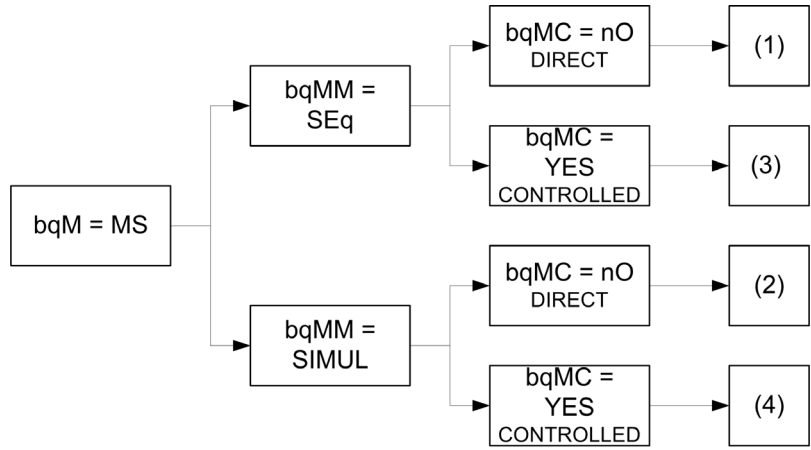 bqMC = nO
DIRECT
(1)
bqMM =
SEq
bqMC =
YES
CONTROLLED
(3)
bqM = MS
bqMC = nO
DIRECT
(2)
bqMM =
SIMUL
bqMC =
YES
CONTROLLED
(4)